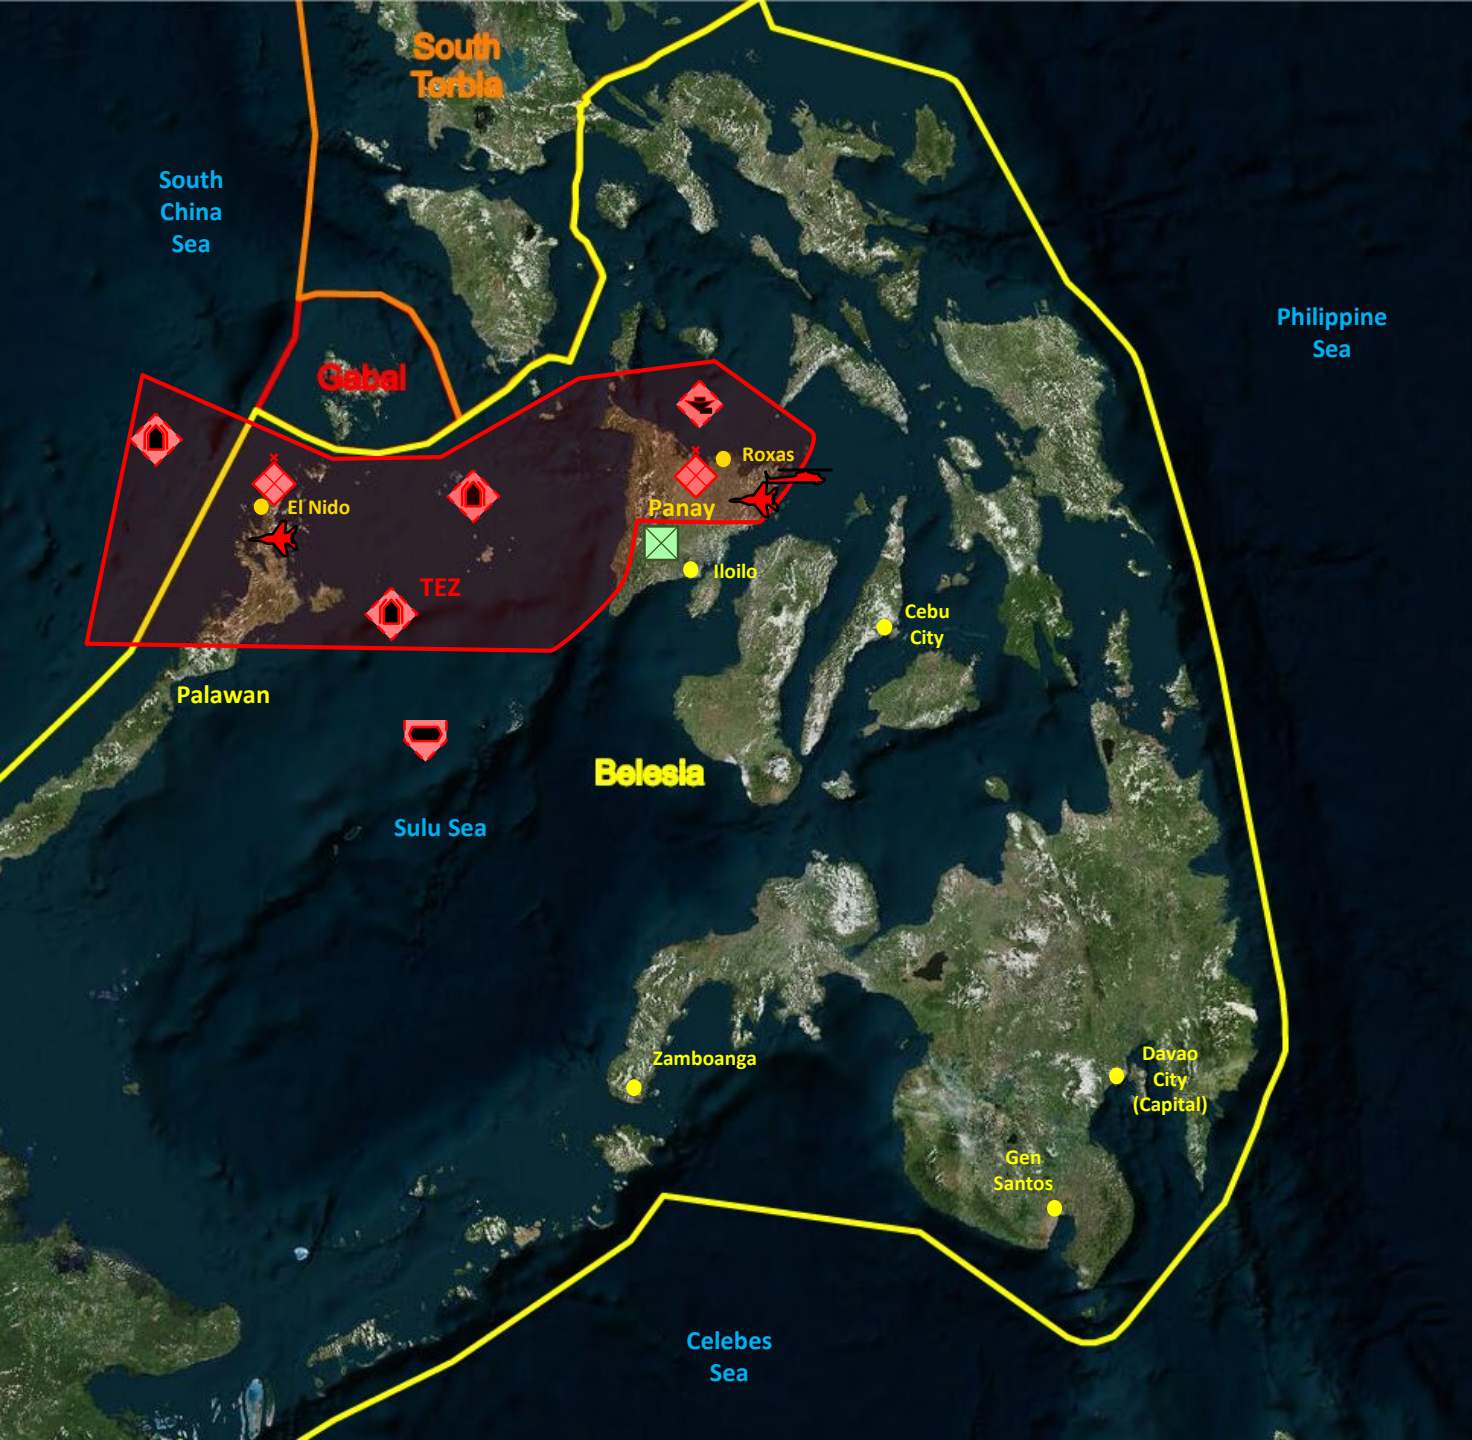 South
Torbia
South
China
Sea
Philippine
Sea
Gabal
Roxas
El Nido
Panay
TEZ
Iloilo
Cebu
City
Palawan
Belesia
Sulu Sea
Zamboanga
Davao
City
(Capital)
Gen
Santos
Celebes
Sea